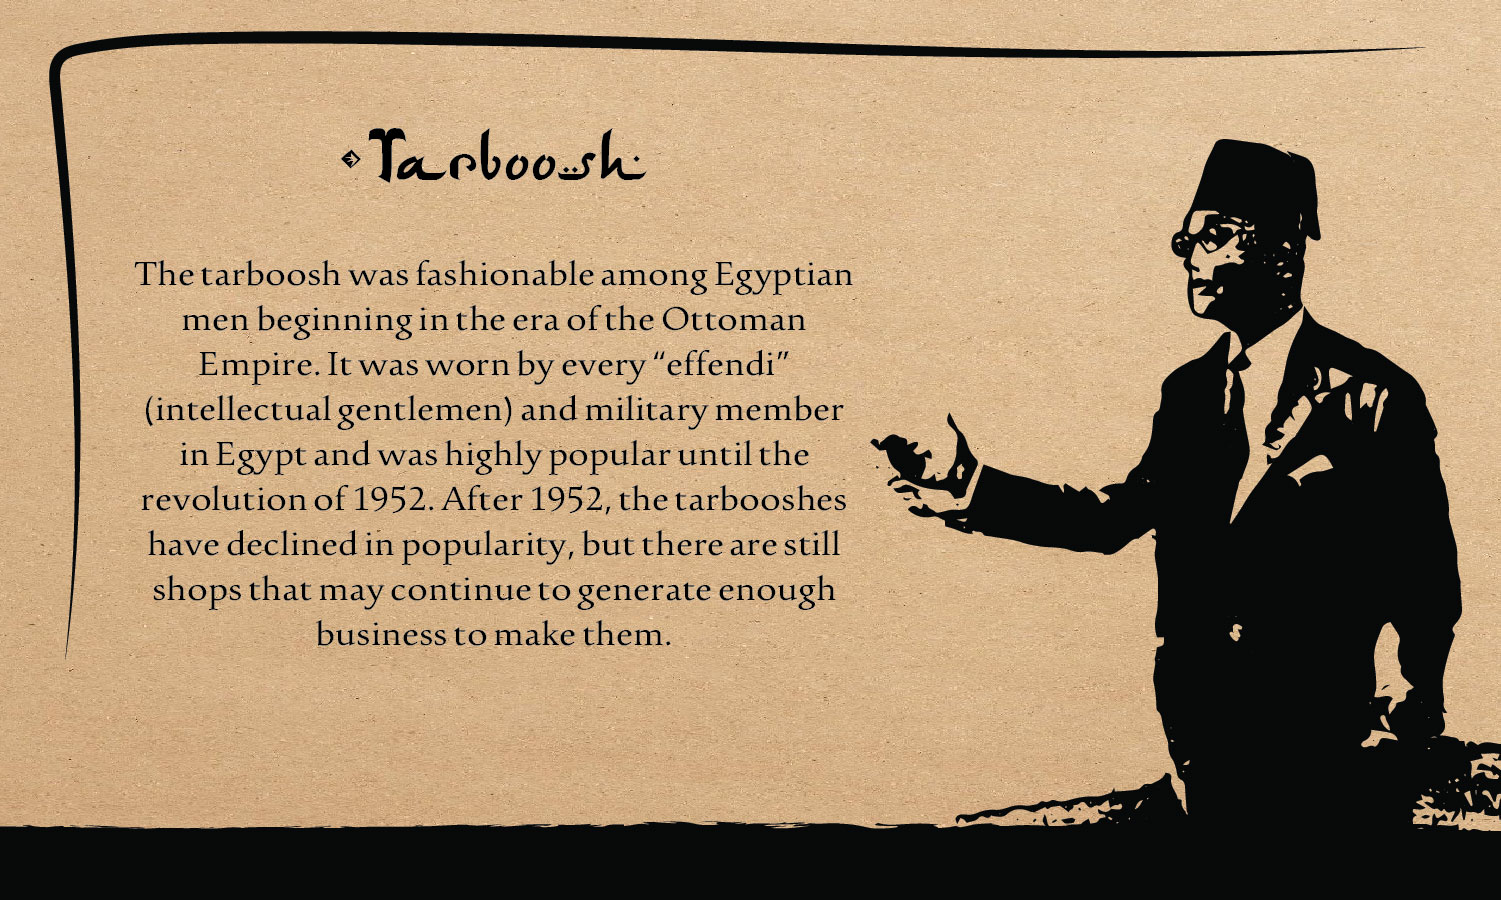 Tarboosh
The tarboosh was fashionable among Egyptian
men beginning in the era of the Ottoman
Empire. It was worn by every “effendi”
(intellectual gentlemen) and military member
in Egypt and was highly popular until the
revolution of 1952. After 1952, the tarbooshes
have declined in popularity, but there are still
shops that may continue to generate enough
business to make them.